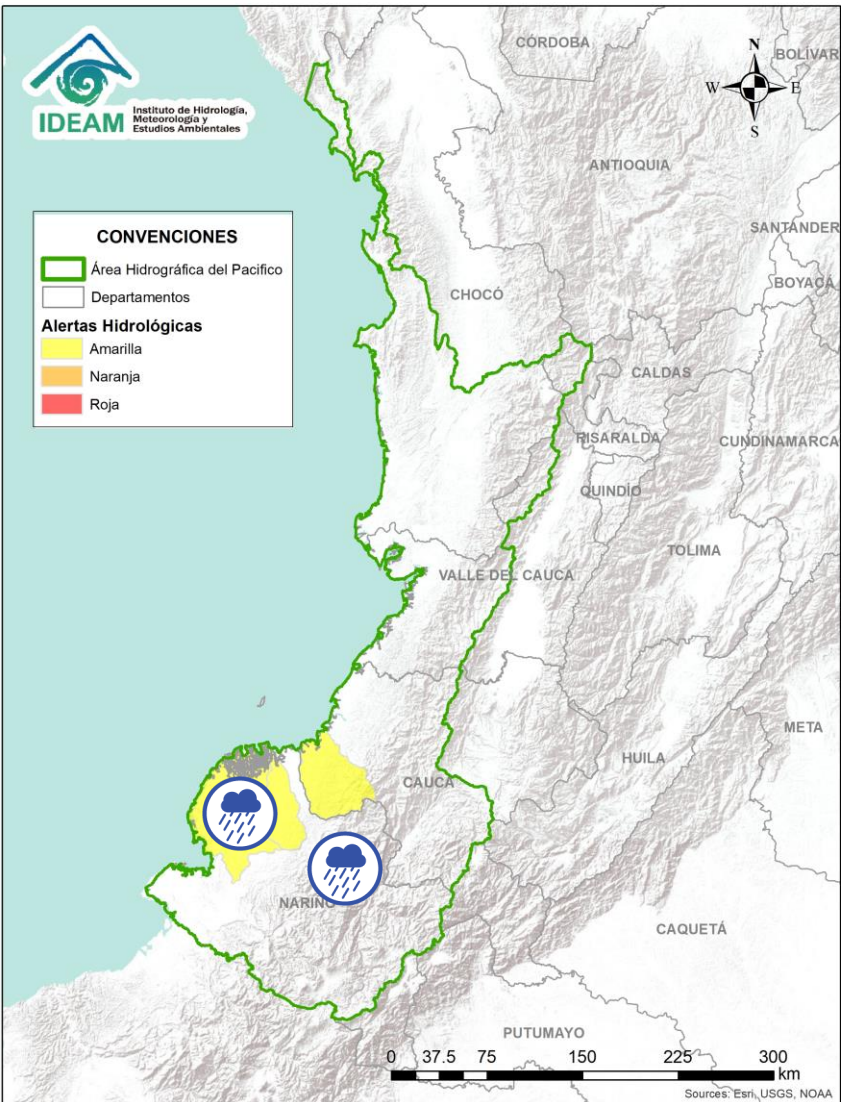 IDEAM
Instituto de Hidrología,
Meteorología y
Estudios Ambientales
CONVENCIONES
Área Hidrográfica del Pacifico
Departamentos
Alertas Hidrológicas
Amarilla
Naranja
Roja
N
W
E
S
CÓRDOBA
BOLÍVAR
ANTIOQUIA
SANTANDER
BOYACÁ
CHOCÓ
CALDAS
RISARALDA
CUNDINAMARCA
QUINDÍO
TOLIMA
VALLE DEL CAUCA
META
HUILA
CAUCA
NARIÑO
CAQUETÁ
PUTUMAYO
0 37.5 75 150 225 300
km
Sources: Esri, USGS, NOAA